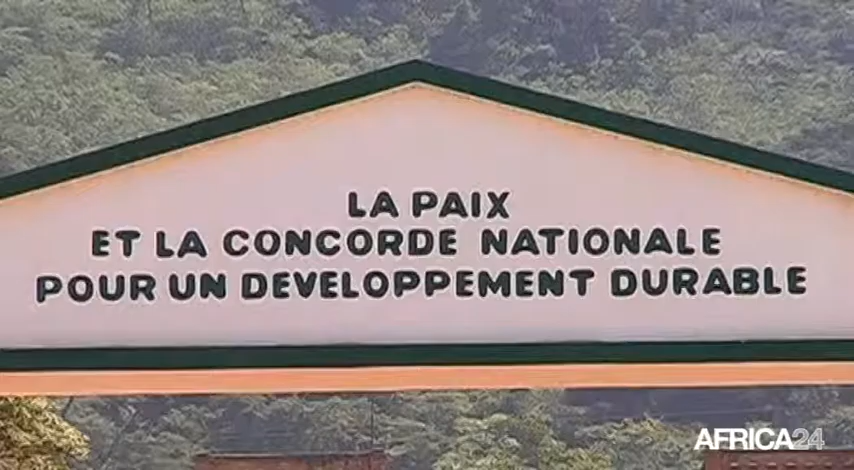 LA PAIX
ET LA CONCORDE NATIONALE
POUR UN DEVELOPPEMENT DURABLE
AFRICA24